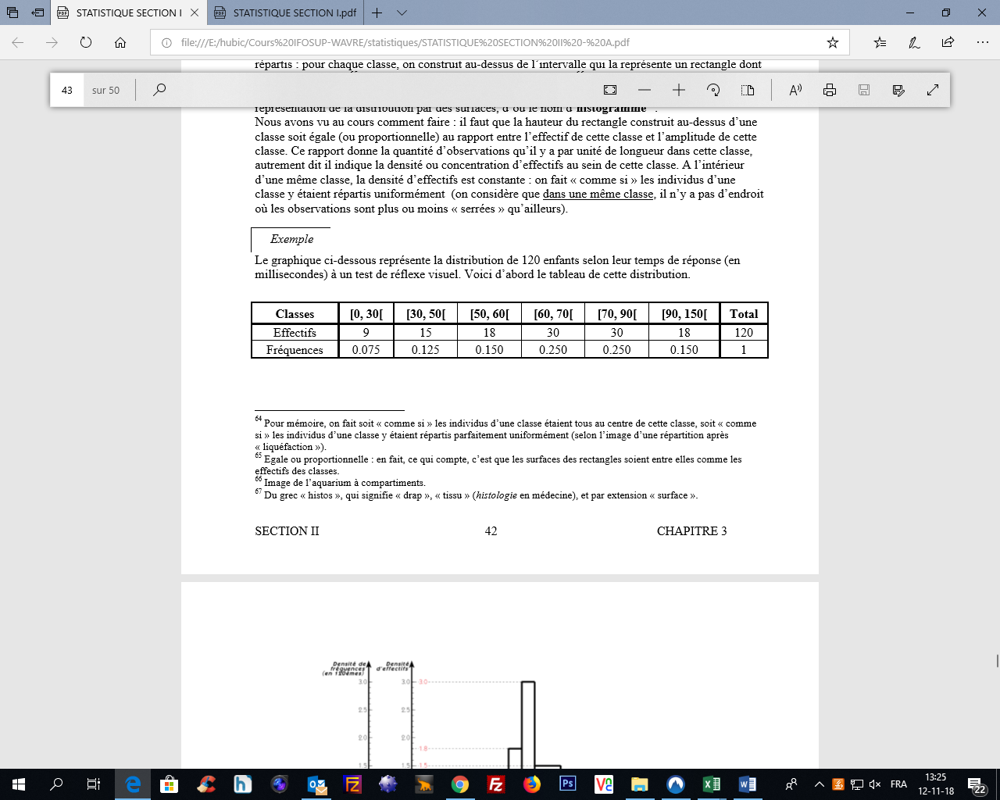 STATISTIQUE SECTION I
STATISTIQUE SECTION I.pdf
file:///E:/hubic/Cours%20IFOSUP-WAVRE/statistiques/STATISTIQUE%20SECTION%20II%20-%20A.pdf
répartis : pour chaque classe, on construit au-dessus de l’intervalle qui la représente un rectangle dont
43 sur 50
représentation de la distribution par des surfaces, d’où le nom d’histogramme
Nous avons vu au cours comment faire : il faut que la hauteur du rectangle construit au-dessus d’une
classe soit égale (ou proportionnelle) au rapport entre l’effectif de cette classe et l’amplitude de cette
classe. Ce rapport donne la quantité d’observations qu’il y a par unité de longueur dans cette classe,
autrement dit il indique la densité ou concentration d’effectifs au sein de cette classe. A l’intérieur
d’une même classe, la densité d’effectifs est constante : on fait « comme si » les individus d’une
classe y étaient répartis uniformément (on considère que dans une même classe, il n’y a pas d’endroit
où les observations sont plus ou moins « serrées » qu’ailleurs).
Exemple
Le graphique ci-dessous représente la distribution de 120 enfants selon leur temps de réponse (en
millisecondes) à un test de réflexe visuel. Voici d’abord le tableau de cette distribution.
Classes [0, 30[ [30, 50[ [50, 60[ [60, 70[ [70, 90[ [90, 150[ Total
Effectifs 9 15 18 30 30 18 120
Fréquences 0.075 0.125 0.150 0.250 0.250 0.150 1
64 Pour mémoire, on fait soit « comme si » les individus d’une classe étaient tous au centre de cette classe, soit « comme
si » les individus d’une classe y étaient répartis parfaitement uniformément (selon l’image d’une répartition après
« liquéfaction »).
65 Egale ou proportionnelle : en fait, ce qui compte, c’est que les surfaces des rectangles soient entre elles comme les
effectifs des classes.
66 Image de l’aquarium à compartiments.
67 Du grec « histos », qui signifie « drap », « tissu » (histologie en médecine), et par extension « surface ».
SECTION II 42 CHAPITRE 3
Densité de fréquences (en 120èmes)
Densité d'effectifs
3.0 3.0 3.0
2.5 2.5
2.0 2.0
1.8
1.5 1.5 1.5
FRA
13:25
12-11-18
22